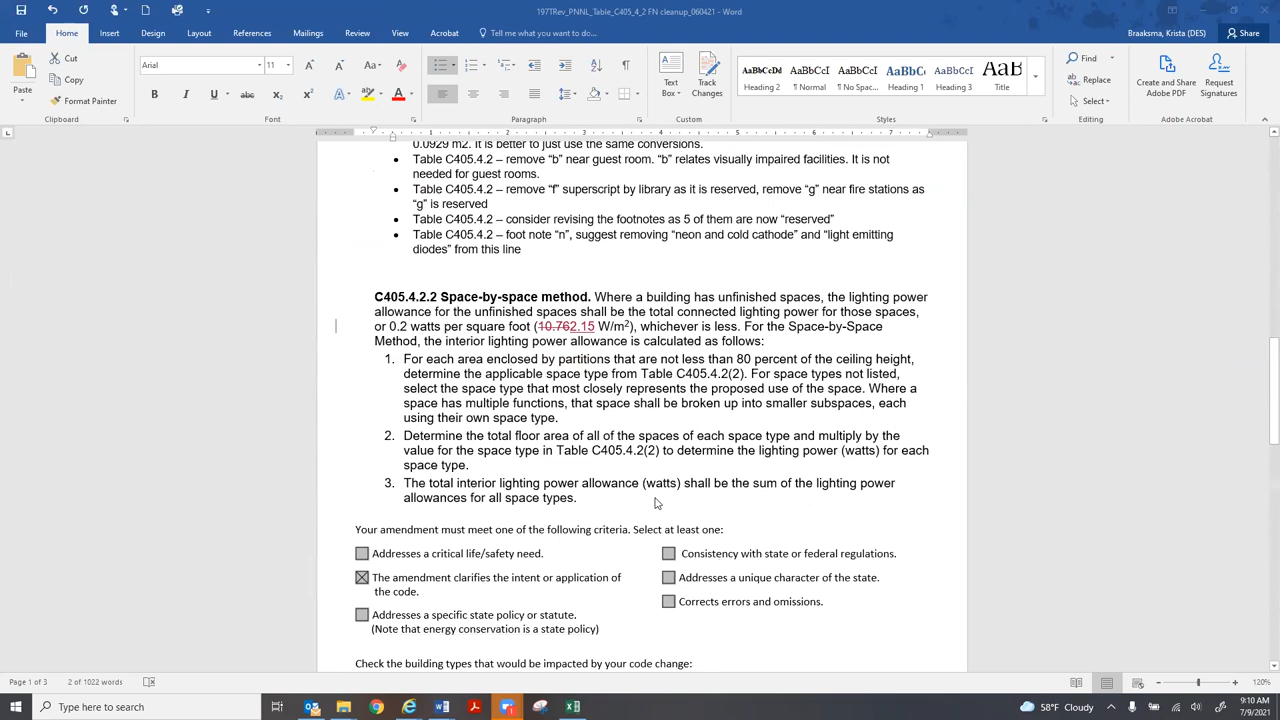 197TRev_PNNL_Table_C405_4_2 FN cleanup_060421 - Word
Braaksma, Krista (DES)
File Home Insert Design Layout References Mailings Review View Acrobat Tell me what you want to do... Share
Paste
Cut
Copy
Format Painter
Clipboard
Arial 11
Font
Paragraph
Text Box
Track Changes
Custom
AaBbCcDd AaBbCcI AaBbCcI AaBbC AaBbCcI AaB
Heading 2 ¶ Normal ¶ No Spac... Heading 1 Heading 3 Title
Styles
Find
Replace
Select
Editing
Create and Share Adobe PDF
Request Signatures
Adobe Acrobat
1 2 3 4 5 6 7
0.0929 m2. It is better to just use the same conversions.
• Table C405.4.2 – remove “b” near guest room. “b” relates visually impaired facilities. It is not
needed for guest rooms.
• Table C405.4.2 – remove “f” superscript by library as it is reserved, remove “g” near fire stations as
“g” is reserved
• Table C405.4.2 – consider revising the footnotes as 5 of them are now “reserved”
• Table C405.4.2 – foot note “n”, suggest removing “neon and cold cathode” and “light emitting
diodes” from this line
C405.4.2.2 Space-by-space method. Where a building has unfinished spaces, the lighting power
allowance for the unfinished spaces shall be the total connected lighting power for those spaces,
or 0.2 watts per square foot (10.762.15 W/m2), whichever is less. For the Space-by-Space
Method, the interior lighting power allowance is calculated as follows:
1. For each area enclosed by partitions that are not less than 80 percent of the ceiling height,
determine the applicable space type from Table C405.4.2(2). For space types not listed,
select the space type that most closely represents the proposed use of the space. Where a
space has multiple functions, that space shall be broken up into smaller subspaces, each
using their own space type.
2. Determine the total floor area of all of the spaces of each space type and multiply by the
value for the space type in Table C405.4.2(2) to determine the lighting power (watts) for each
space type.
3. The total interior lighting power allowance (watts) shall be the sum of the lighting power
allowances for all space types.
Your amendment must meet one of the following criteria. Select at least one:
Addresses a critical life/safety need.
The amendment clarifies the intent or application of
the code.
Addresses a specific state policy or statute.
(Note that energy conservation is a state policy)
Consistency with state or federal regulations.
Addresses a unique character of the state.
Corrects errors and omissions.
Check the building types that would be impacted by your code change:
Page 1 of 3 2 of 1022 words 120%
Type here to search
58°F Cloudy
9:10 AM
7/9/2021